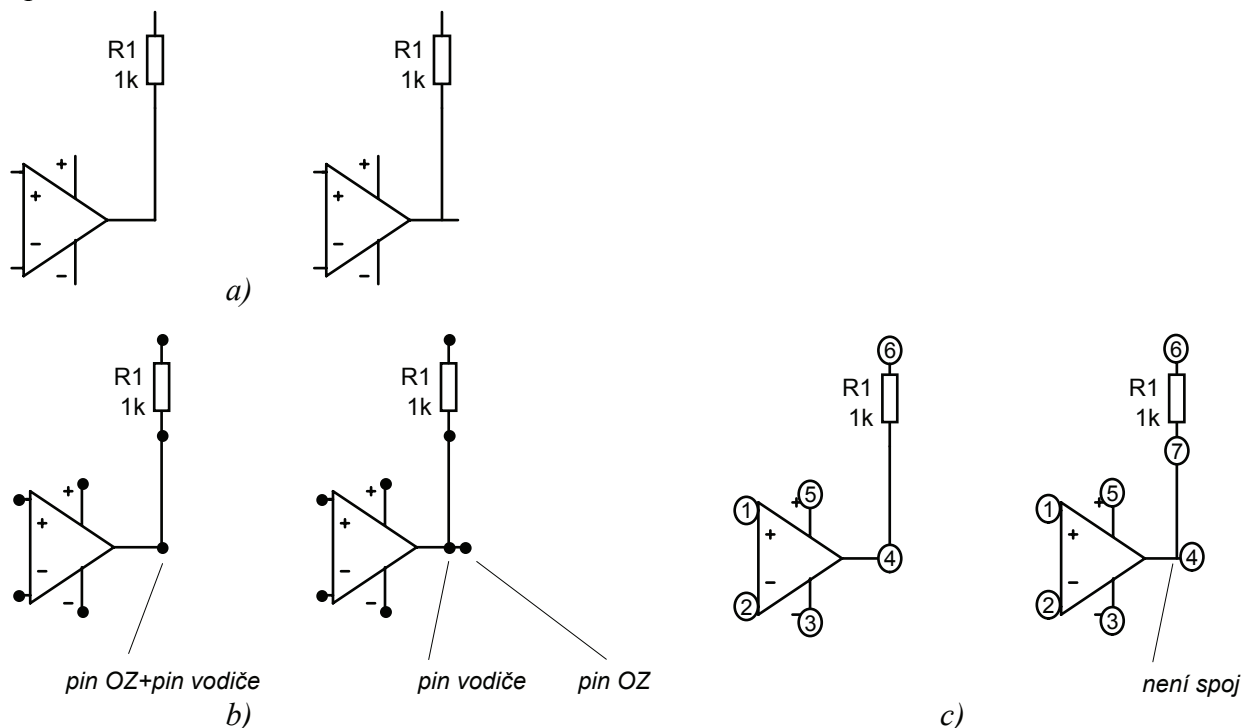 R1
1k
+
+
−
−
R1
1k
+
+
−
−
a)
R1
1k
+
+
−
−
pin OZ+pin vodiče
R1
1k
+
+
−
−
pin vodiče
pin OZ
b)
6
R1
1k
5
1
+
+
4
−
2
3
6
R1
1k
7
5
1
+
+
4
−
2
−
3
není spoj
c)